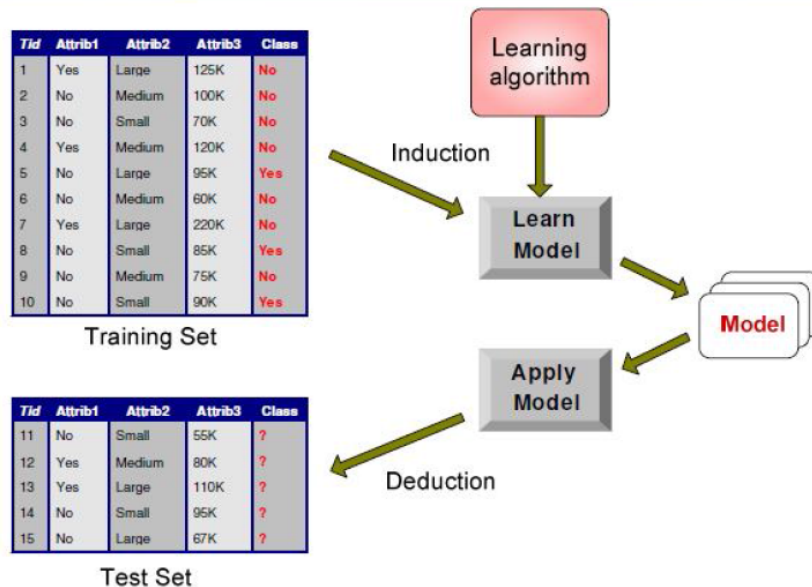 Tid Attrib1 Attrib2 Attrib3 Class
1 Yes Large 125K No
2 No Medium 100K No
3 No Small 70K No
4 Yes Medium 120K No
5 No Large 95K Yes
6 No Medium 60K No
7 Yes Large 220K No
8 No Small 85K Yes
9 No Medium 75K No
10 No Small 90K Yes
Training Set
Learning
algorithm
Induction
Learn
Model
Model
Apply
Model
Deduction
Tid Attrib1 Attrib2 Attrib3 Class
11 No Small 55K ?
12 Yes Medium 80K ?
13 Yes Large 110K ?
14 No Small 95K ?
15 No Large 67K ?
Test Set